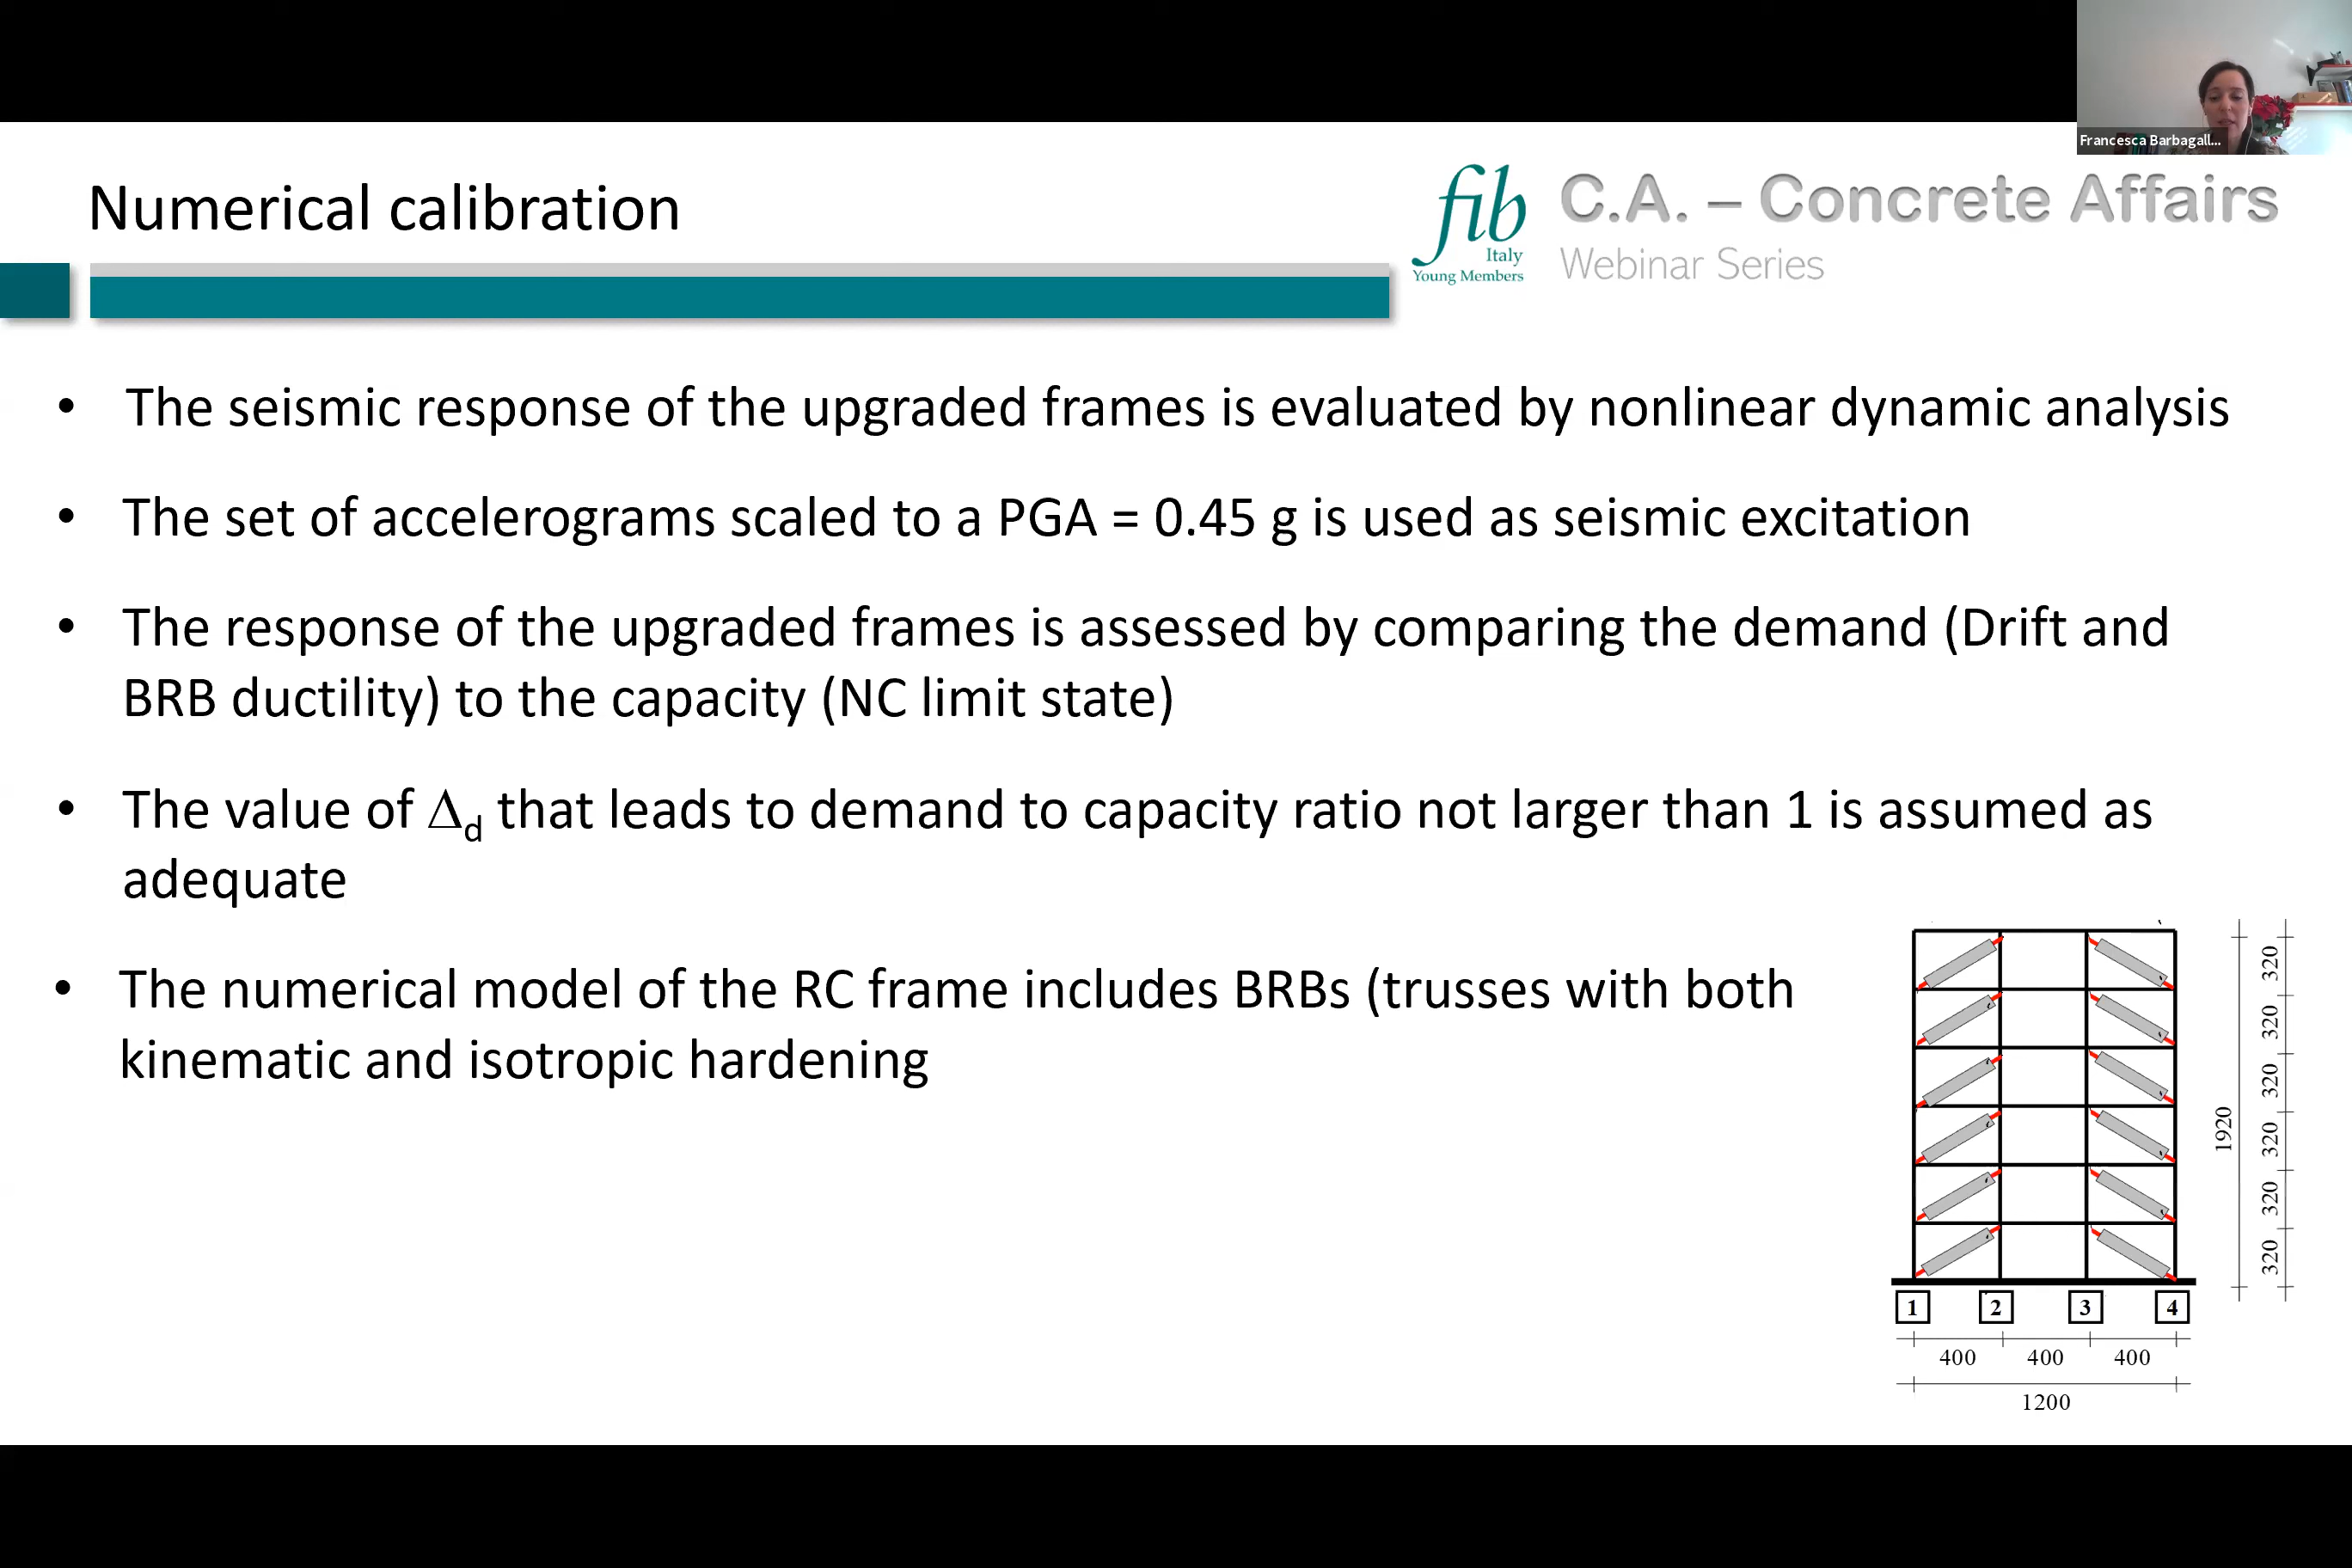 Francesca Barbagall...
Numerical calibration
fib
Italy
Young Members
C.A. – Concrete Affairs
Webinar Series
• The seismic response of the upgraded frames is evaluated by nonlinear dynamic analysis
• The set of accelerograms scaled to a PGA = 0.45 g is used as seismic excitation
• The response of the upgraded frames is assessed by comparing the demand (Drift and
BRB ductility) to the capacity (NC limit state)
• The value of Δd that leads to demand to capacity ratio not larger than 1 is assumed as
adequate
• The numerical model of the RC frame includes BRBs (trusses with both
kinematic and isotropic hardening
320
320
320
320
320
320
1920
1 2 3 4
400 400 400
1200